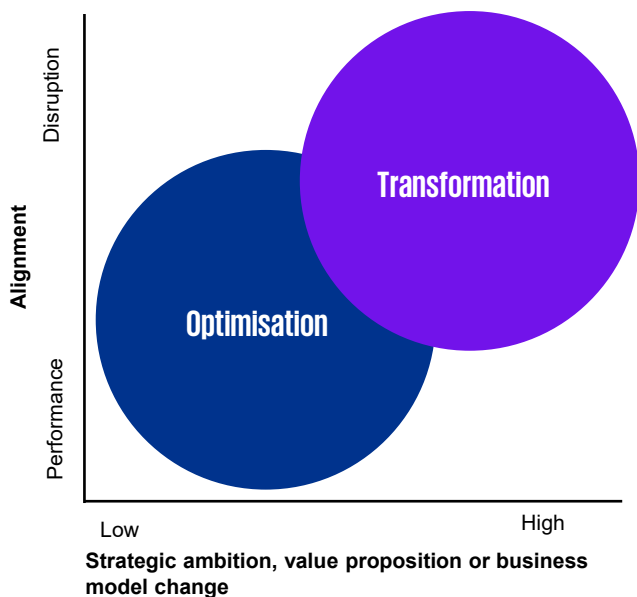 Disruption
Transformation
Alignment
Optimisation
Performance
Low
High
Strategic ambition, value proposition or business
model change